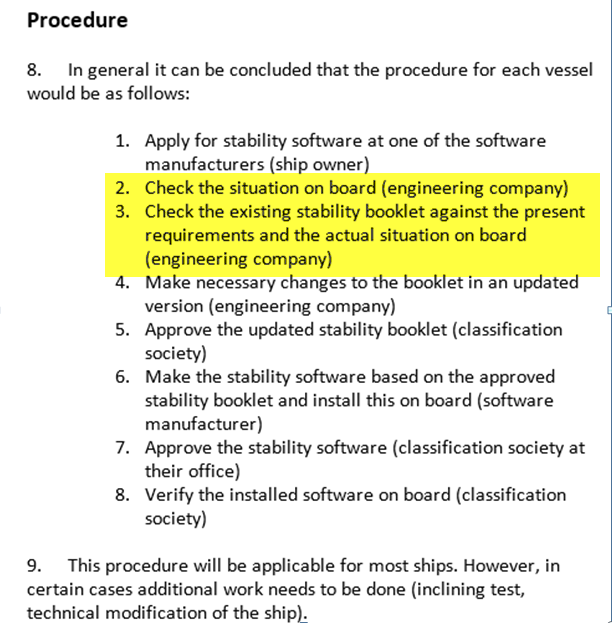 Procedure
8. In general it can be concluded that the procedure for each vessel
would be as follows:
1. Apply for stability software at one of the software
manufacturers (ship owner)
2. Check the situation on board (engineering company)
3. Check the existing stability booklet against the present
requirements and the actual situation on board
(engineering company)
4. Make necessary changes to the booklet in an updated
version (engineering company)
5. Approve the updated stability booklet (classification
society)
6. Make the stability software based on the approved
stability booklet and install this on board (software
manufacturer)
7. Approve the stability software (classification society at
their office)
8. Verify the installed software on board (classification
society)
9. This procedure will be applicable for most ships. However, in
certain cases additional work needs to be done (inclining test,
technical modification of the ship).